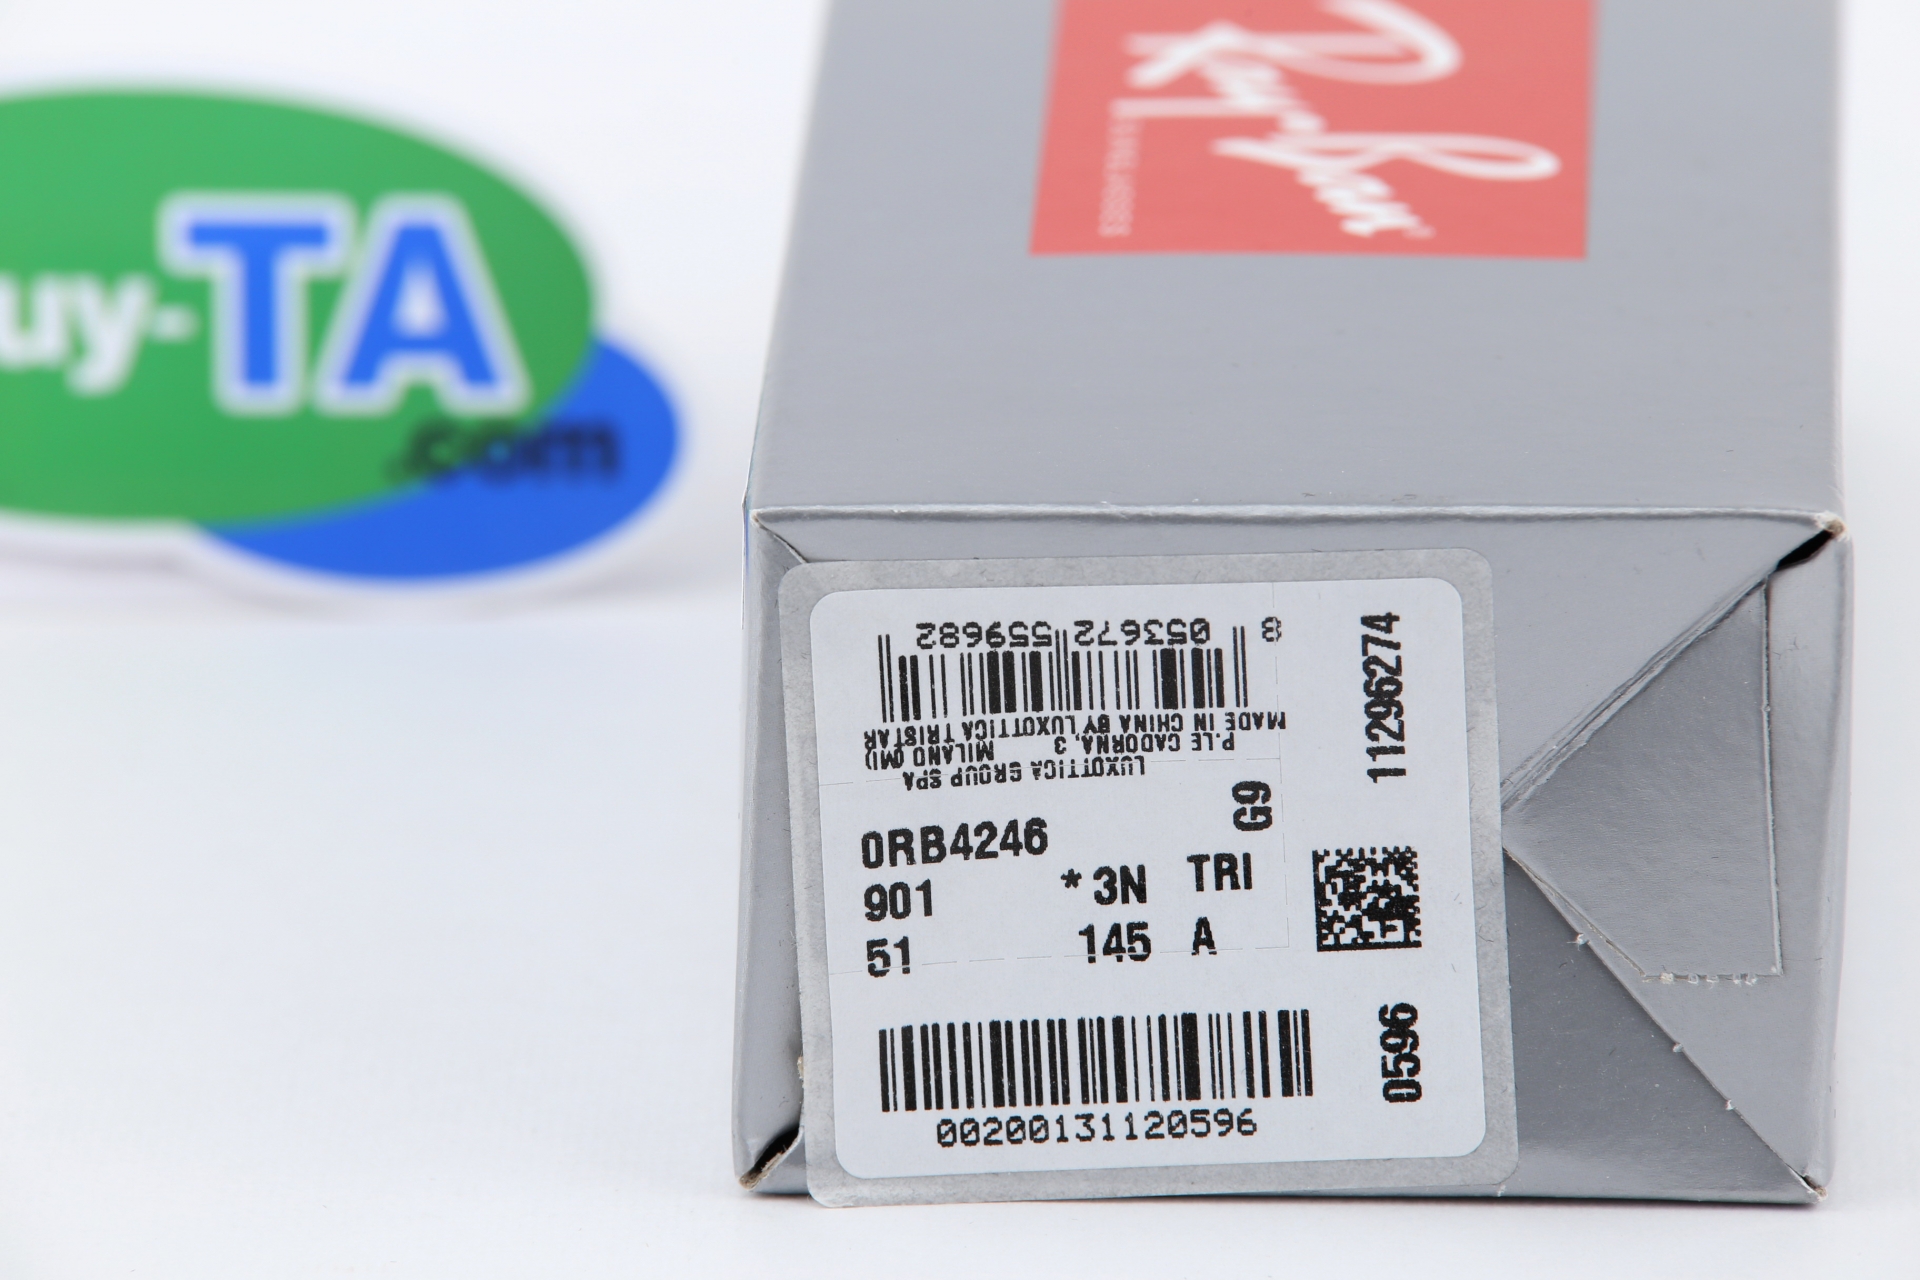 uy-TA
.com
Ray-Ban
8 053672 559682
MADE IN CHINA BY LUXOTTICA TRISTAR
P.LE CADORNA, 3 MILANO (MI)
LUXOTTICA GROUP SPA
11296274
G9
0RB4246
901 *3N TRI
51 145 A
0596
00200131120596